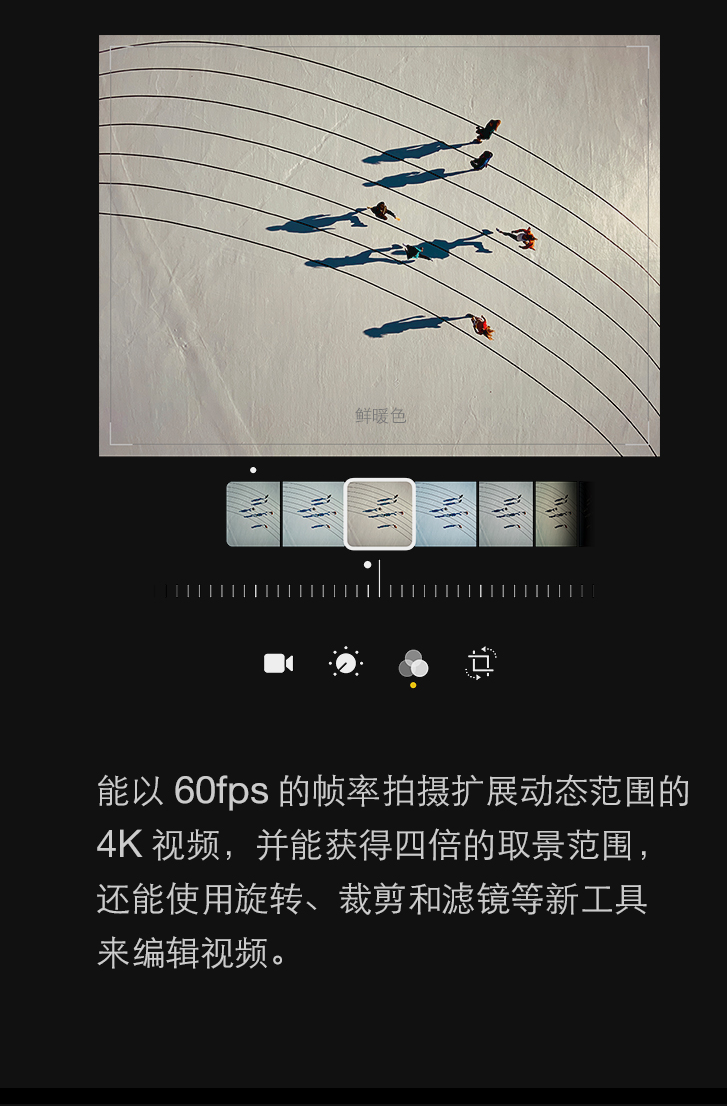 鲜暖色
能以 60fps 的帧率拍摄扩展动态范围的
4K 视频，并能获得四倍的取景范围，
还能使用旋转、裁剪和滤镜等新工具
来编辑视频。